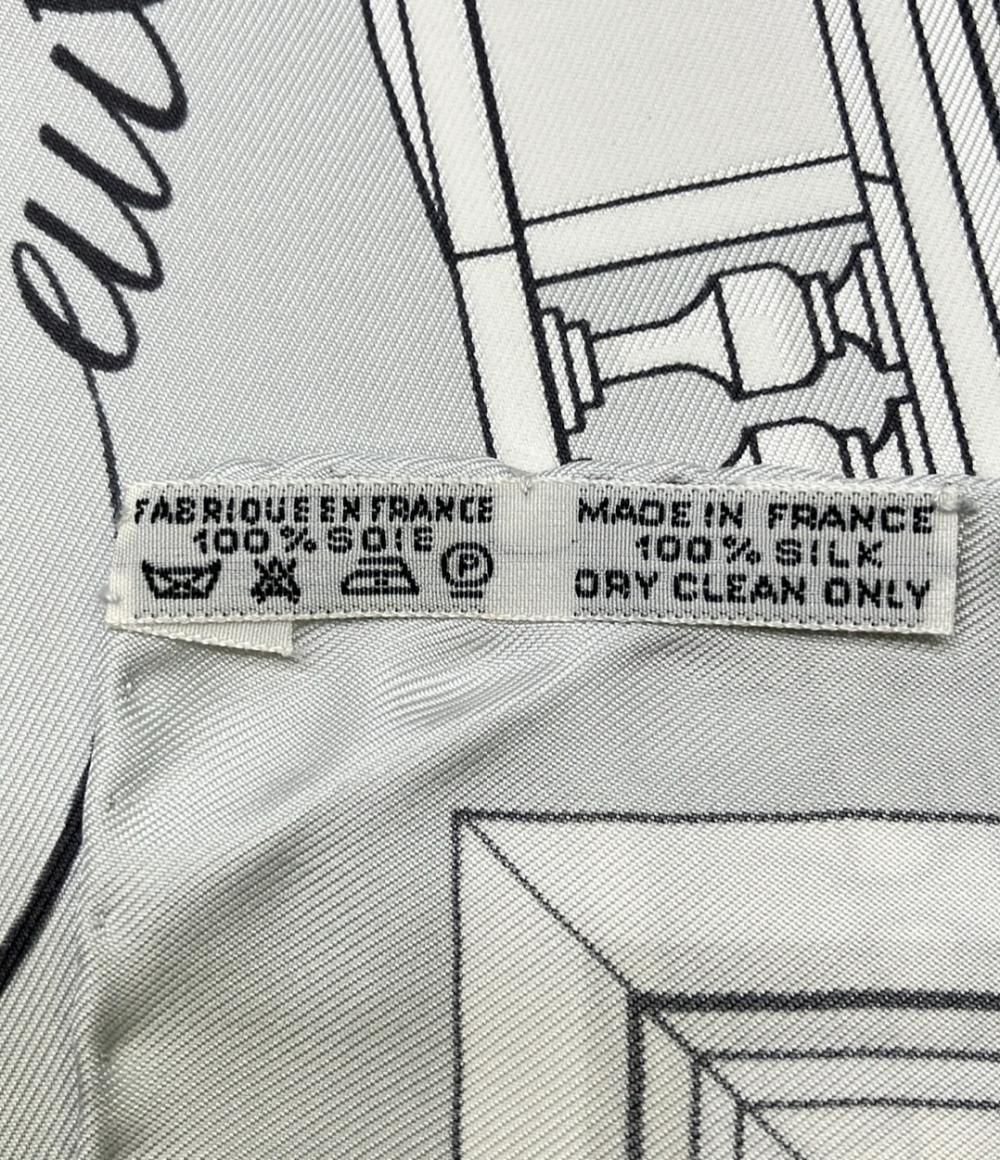 FABRIQUE EN FRANCE
100% SOIE
P
MADE IN FRANCE
100% SILK
DRY CLEAN ONLY